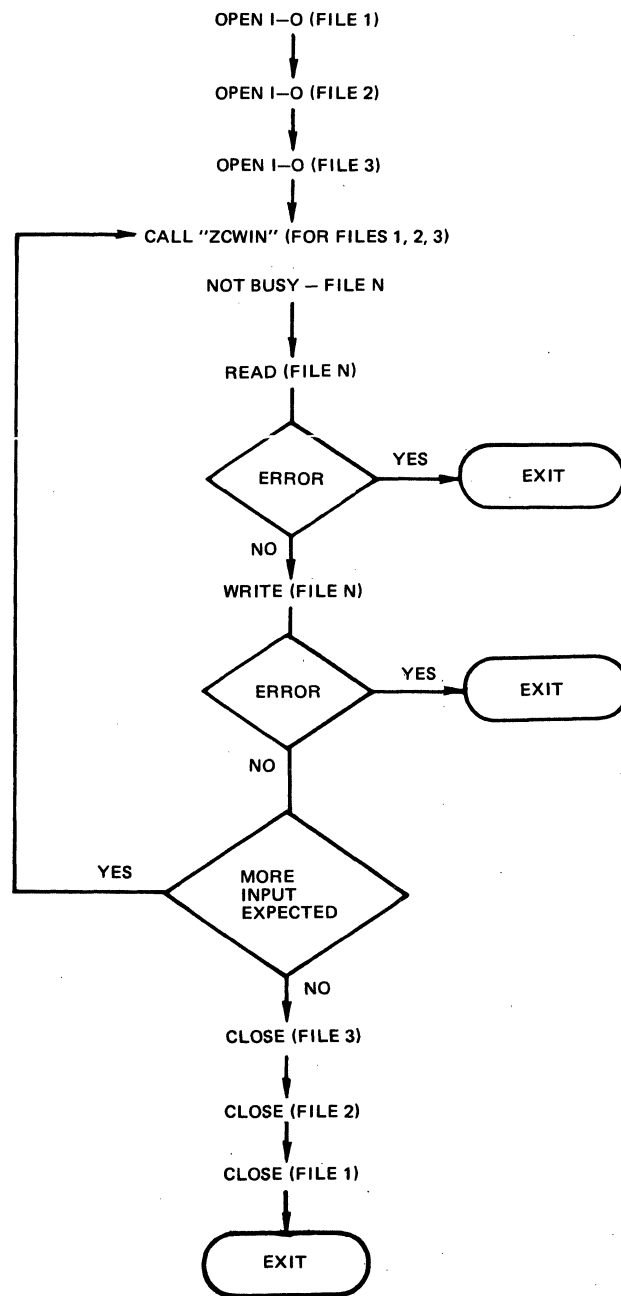 OPEN I–O (FILE 1)
OPEN I–O (FILE 2)
OPEN I–O (FILE 3)
CALL "ZCWIN" (FOR FILES 1, 2, 3)
NOT BUSY – FILE N
READ (FILE N)
ERROR
YES
EXIT
NO
WRITE (FILE N)
ERROR
YES
EXIT
NO
YES
MORE
INPUT
EXPECTED
NO
CLOSE (FILE 3)
CLOSE (FILE 2)
CLOSE (FILE 1)
EXIT